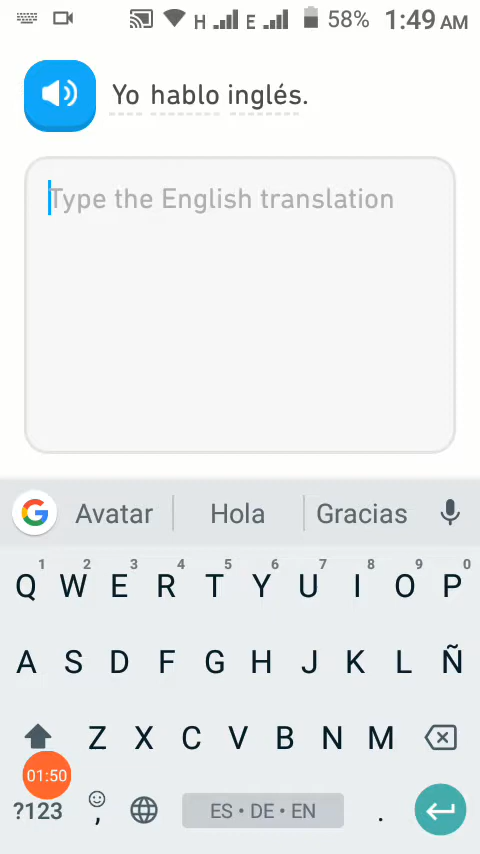 H E 58% 1:49 AM
Yo hablo inglés.
Type the English translation
G Avatar Hola Gracias
1 2 3 4 5 6 7 8 9 0
Q W E R T Y U I O P
A S D F G H J K L Ñ
Z X C V B N M
01:50
?123 , ES • DE • EN .